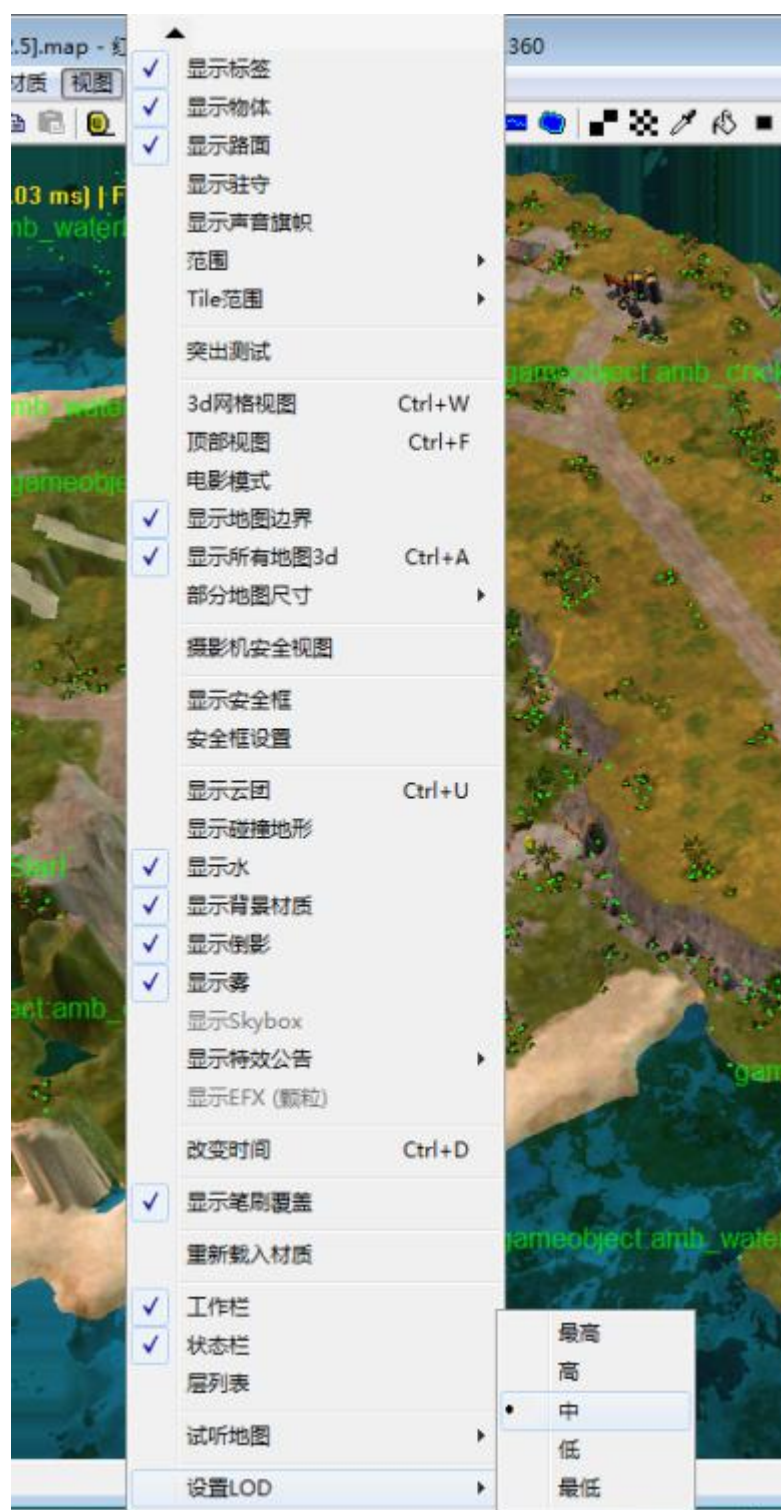 .5].map - 红
360
材质 视图
显示标签
显示物体
显示路面
显示驻守
显示声音旗帜
范围
Tile范围
突出测试
3d网格视图 Ctrl+W
顶部视图 Ctrl+F
电影模式
显示地图边界
显示所有地图3d Ctrl+A
部分地图尺寸
摄影机安全视图
显示安全框
安全框设置
显示云团 Ctrl+U
显示碰撞地形
显示水
显示背景材质
显示倒影
显示雾
显示Skybox
显示特效公告
显示EFX (颗粒)
改变时间 Ctrl+D
显示笔刷覆盖
重新载入材质
工作栏
状态栏
层列表
试听地图
设置LOD
最高
高
中
低
最低
03 ms) | F
mb_water
gameobject.amb_crick
mb_water
gameobje
Start
ect:amb_
gam
gameobject.amb_wate